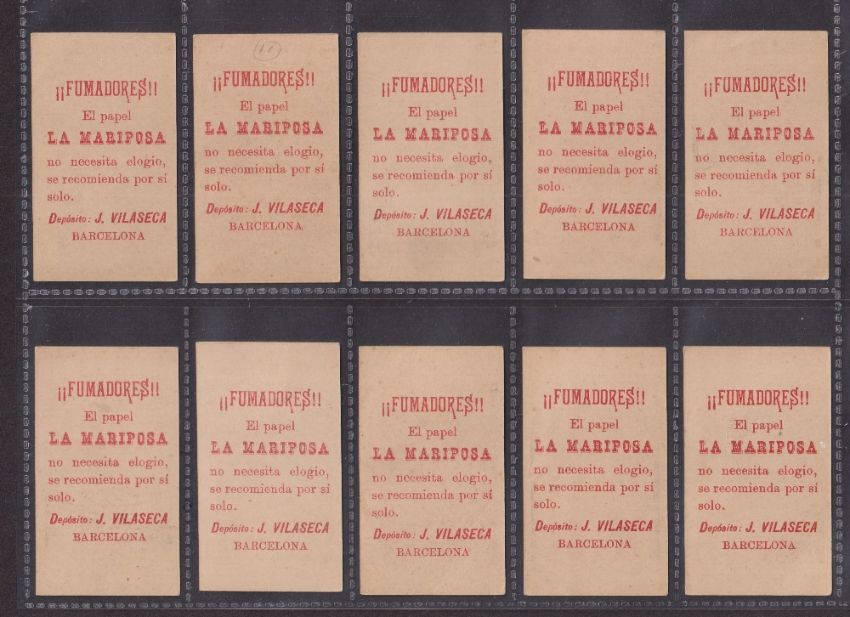 ¡¡FUMADORES!!
El papel
LA MARIPOSA
no necesita elogio,
se recomienda por sí
solo.
Depósito: J. VILASECA
BARCELONA
11
¡¡FUMADORES!!
El papel
LA MARIPOSA
no necesita elogio,
se recomienda por sí
solo.
Depósito: J. VILASECA
BARCELONA
¡¡FUMADORES!!
El papel
LA MARIPOSA
no necesita elogio,
se recomienda por sí
solo.
Depósito: J. VILASECA
BARCELONA
¡¡FUMADORES!!
El papel
LA MARIPOSA
no necesita elogio,
se recomienda por sí
solo.
Depósito: J. VILASECA
BARCELONA
¡¡FUMADORES!!
El papel
LA MARIPOSA
no necesita elogio,
se recomienda por sí
solo.
Depósito: J. VILASECA
BARCELONA
¡¡FUMADORES!!
El papel
LA MARIPOSA
no necesita elogio,
se recomienda por sí
solo.
Depósito: J. VILASECA
BARCELONA
¡¡FUMADORES!!
El papel
LA MARIPOSA
no necesita elogio,
se recomienda por sí
solo.
Depósito: J. VILASECA
BARCELONA
¡¡FUMADORES!!
El papel
LA MARIPOSA
no necesita elogio,
se recomienda por sí
solo.
Depósito: J. VILASECA
BARCELONA
¡¡FUMADORES!!
El papel
LA MARIPOSA
no necesita elogio,
se recomienda por sí
solo.
Depósito: J. VILASECA
BARCELONA
¡¡FUMADORES!!
El papel
LA MARIPOSA
no necesita elogio,
se recomienda por sí
solo.
Depósito: J. VILASECA
BARCELONA